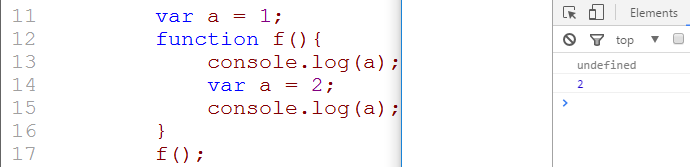 11 var a = 1;
12 function f(){
13 console.log(a);
14 var a = 2;
15 console.log(a);
16 }
17 f();
Elements
top
undefined
2
>